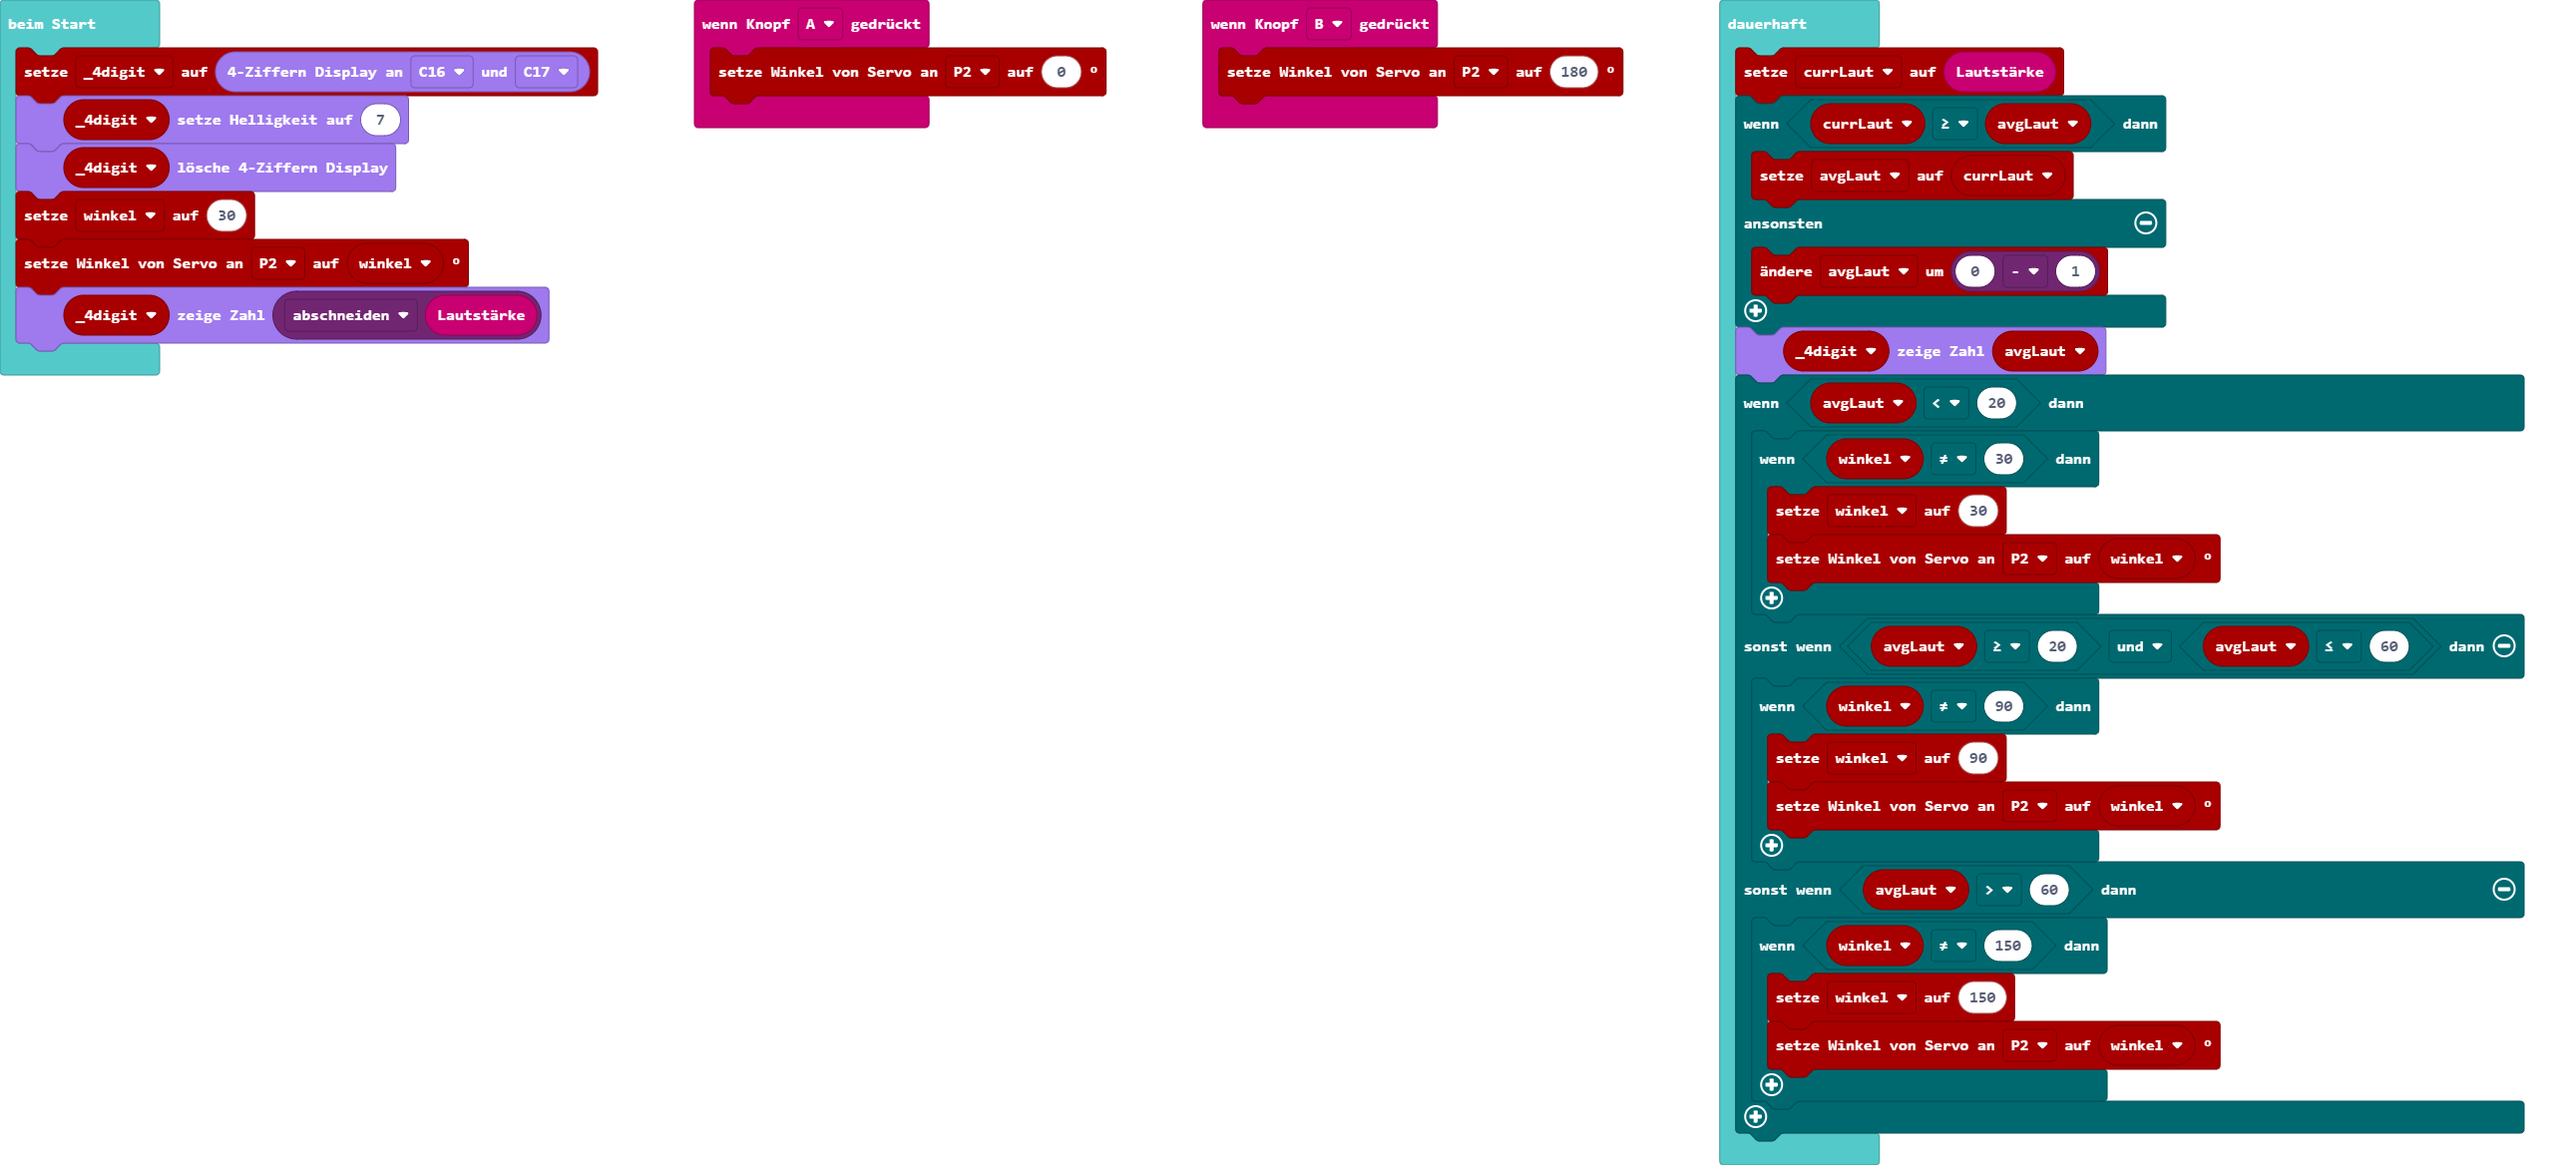 beim Start
setze _4digit auf 4-Ziffern Display an C16 und C17
_4digit setze Helligkeit auf 7
_4digit lösche 4-Ziffern Display
setze winkel auf 30
setze Winkel von Servo an P2 auf winkel °
_4digit zeige Zahl abschneiden Lautstärke
wenn Knopf A gedrückt
setze Winkel von Servo an P2 auf 0 °
wenn Knopf B gedrückt
setze Winkel von Servo an P2 auf 180 °
dauerhaft
setze currLaut auf Lautstärke
wenn currLaut ≥ avgLaut dann
setze avgLaut auf currLaut
ansonsten
ändere avgLaut um 0 - 1
_4digit zeige Zahl avgLaut
wenn avgLaut < 20 dann
wenn winkel ≠ 30 dann
setze winkel auf 30
setze Winkel von Servo an P2 auf winkel °
sonst wenn avgLaut ≥ 20 und avgLaut ≤ 60 dann
wenn winkel ≠ 90 dann
setze winkel auf 90
setze Winkel von Servo an P2 auf winkel °
sonst wenn avgLaut > 60 dann
wenn winkel ≠ 150 dann
setze winkel auf 150
setze Winkel von Servo an P2 auf winkel °